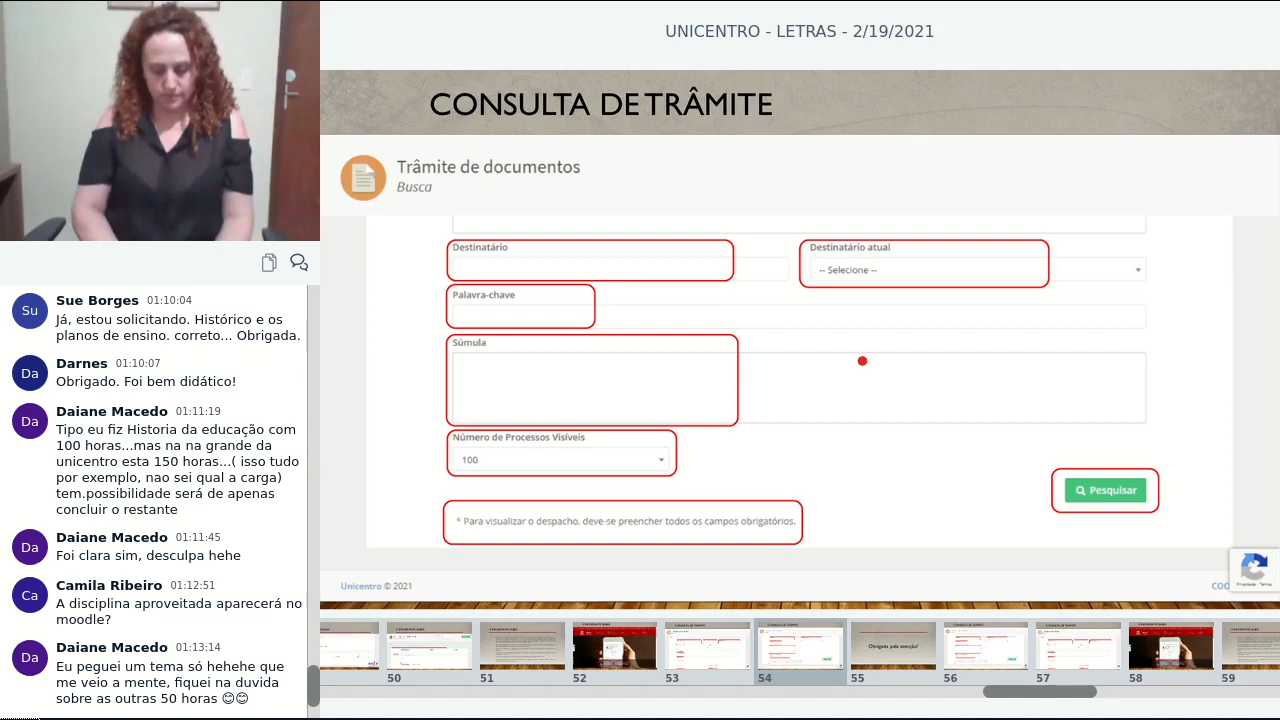 UNICENTRO - LETRAS - 2/19/2021
CONSULTA DE TRÂMITE
Trâmite de documentos
Busca
Destinatário
Destinatário atual
-- Selecione --
Palavra-chave
Súmula
Número de Processos Visíveis
100
Pesquisar
* Para visualizar o despacho, deve-se preencher todos os campos obrigatórios.
Unicentro © 2021
COO
Su
Sue Borges 01:10:04
Já, estou solicitando. Histórico e os
planos de ensino. correto... Obrigada.
Da
Darnes 01:10:07
Obrigado. Foi bem didático!
Da
Daiane Macedo 01:11:19
Tipo eu fiz Historia da educação com
100 horas...mas na na grande da
unicentro esta 150 horas...( isso tudo
por exemplo, nao sei qual a carga)
tem.possibilidade será de apenas
concluir o restante
Da
Daiane Macedo 01:11:45
Foi clara sim, desculpa hehe
Ca
Camila Ribeiro 01:12:51
A disciplina aproveitada aparecerá no
moodle?
Da
Daiane Macedo 01:13:14
Eu peguei um tema só hehehe que
me veio a mente, fiquei na duvida
sobre as outras 50 horas 😊😊
Obrigada pela atenção!
50 51 52 53 54 55 56 57 58 59